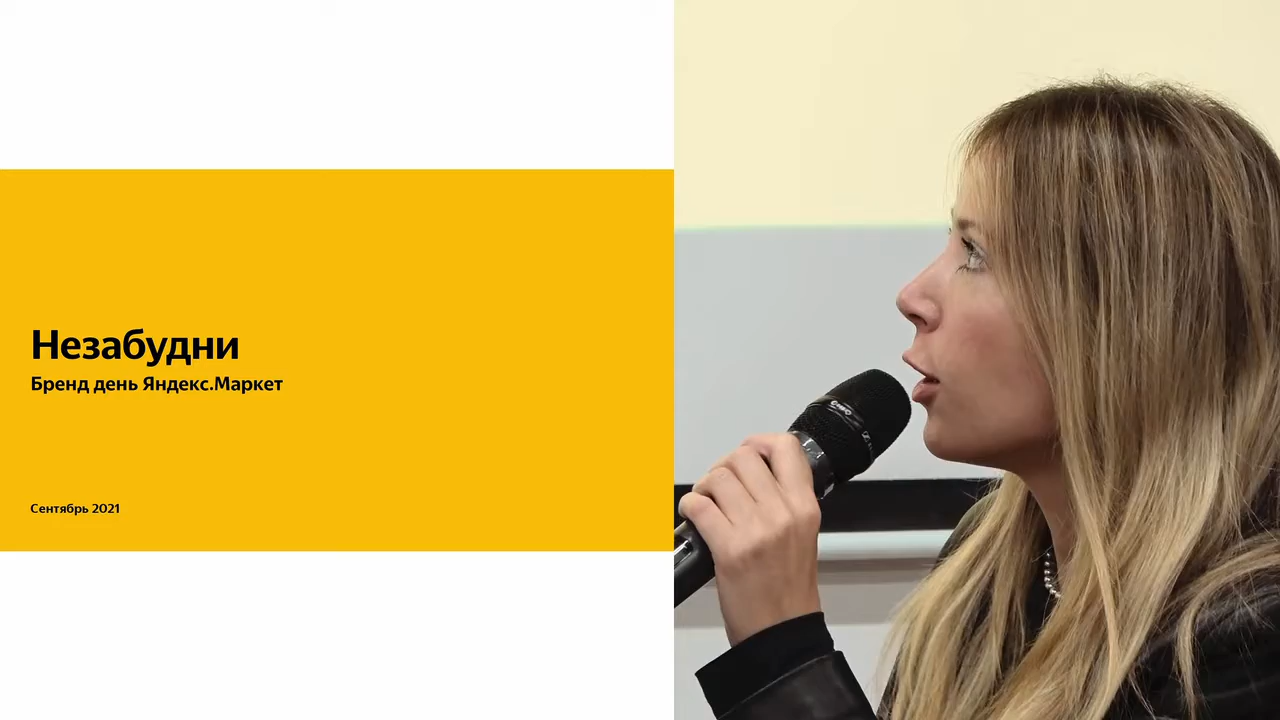 Незабудни
Бренд день Яндекс.Маркет
Сентябрь 2021